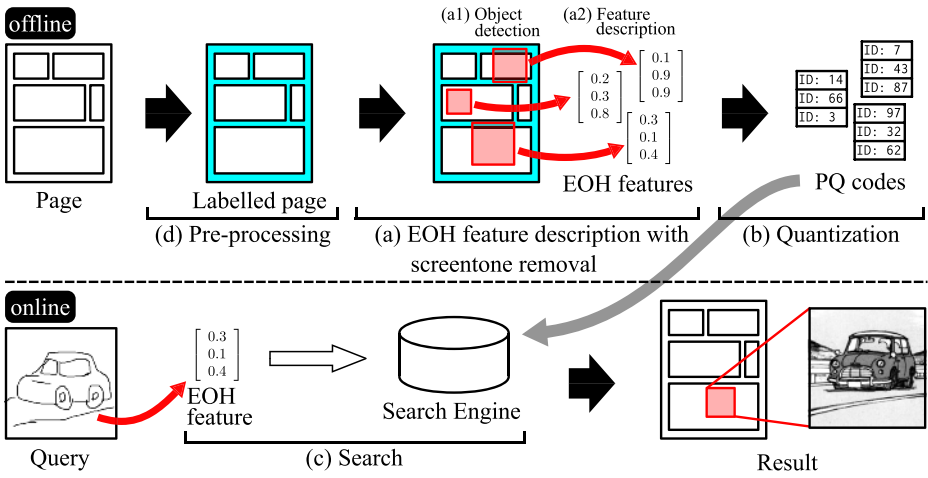 offline
(a1) Object
detection
(a2) Feature
description
0.2
0.3
0.8
0.1
0.9
0.9
0.3
0.1
0.4
ID: 14
ID: 66
ID: 3
ID: 7
ID: 43
ID: 87
ID: 97
ID: 32
ID: 62
Page
Labelled page
EOH features
PQ codes
(d) Pre-processing
(a) EOH feature description with
screentone removal
(b) Quantization
online
0.3
0.1
0.4
EOH
feature
Search Engine
Query
(c) Search
Result